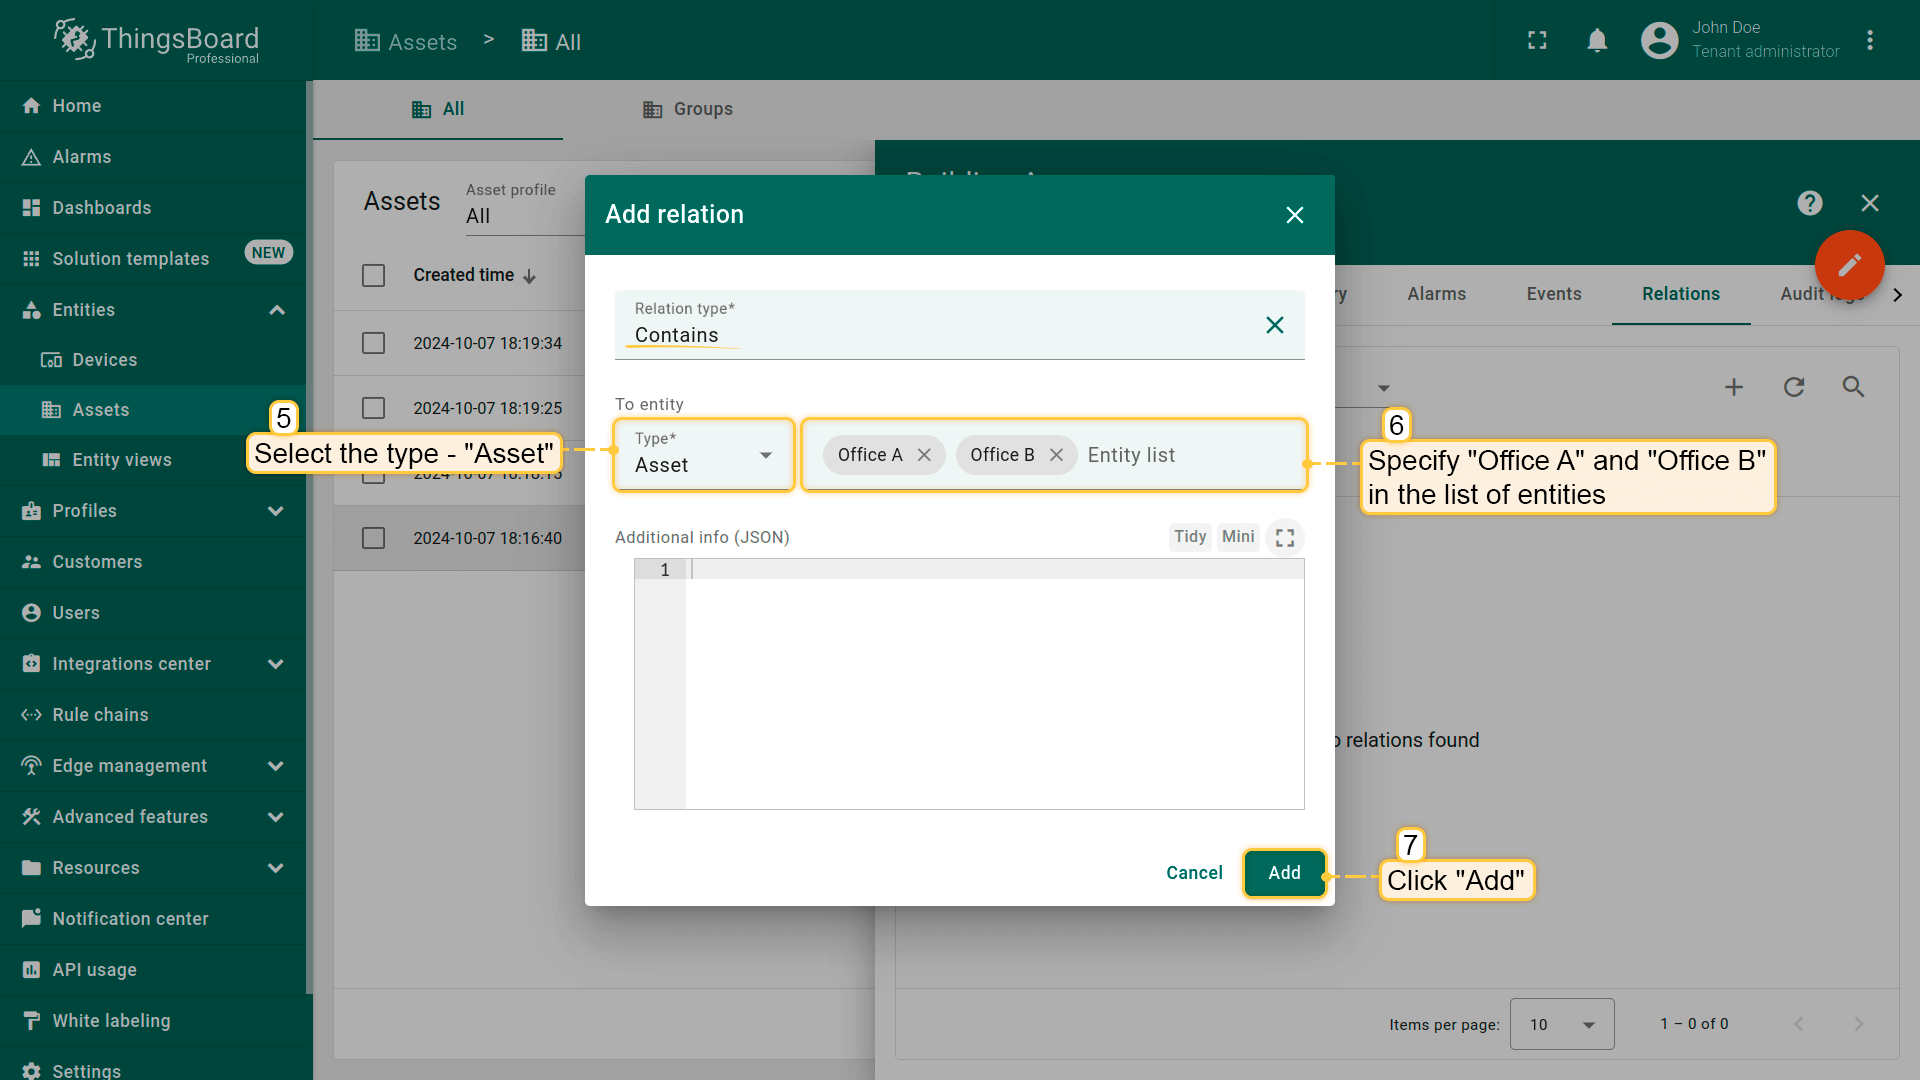 ThingsBoard
Professional
Assets > All
John Doe
Tenant administrator
Home
Alarms
Dashboards
Solution templates NEW
Entities
Devices
Assets
Entity views
Profiles
Customers
Users
Integrations center
Rule chains
Edge management
Advanced features
Resources
Notification center
API usage
White labeling
Settings
All
Groups
Assets
Asset profile
All
Created time
2024-10-07 18:19:34
2024-10-07 18:19:25
2024-10-07 18:16:40
Alarms
Events
Relations
Audit logs
relations found
Items per page: 10
1 – 0 of 0
Add relation
Relation type*
Contains
To entity
Type*
Asset
Office A
Office B
Entity list
Additional info (JSON)
Tidy
Mini
1
Cancel
Add
5
Select the type - "Asset"
6
Specify "Office A" and "Office B"
in the list of entities
7
Click "Add"